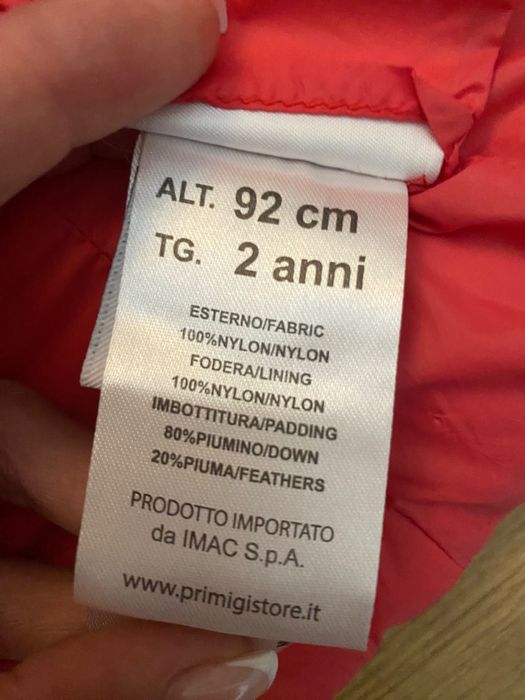 ALT. 92 cm
TG. 2 anni
ESTERNO/FABRIC
100%NYLON/NYLON
FODERA/LINING
100%NYLON/NYLON
IMBOTTITURA/PADDING
80%PIUMINO/DOWN
20%PIUMA/FEATHERS
PRODOTTO IMPORTATO
da IMAC S.p.A.
www.primigistore.it